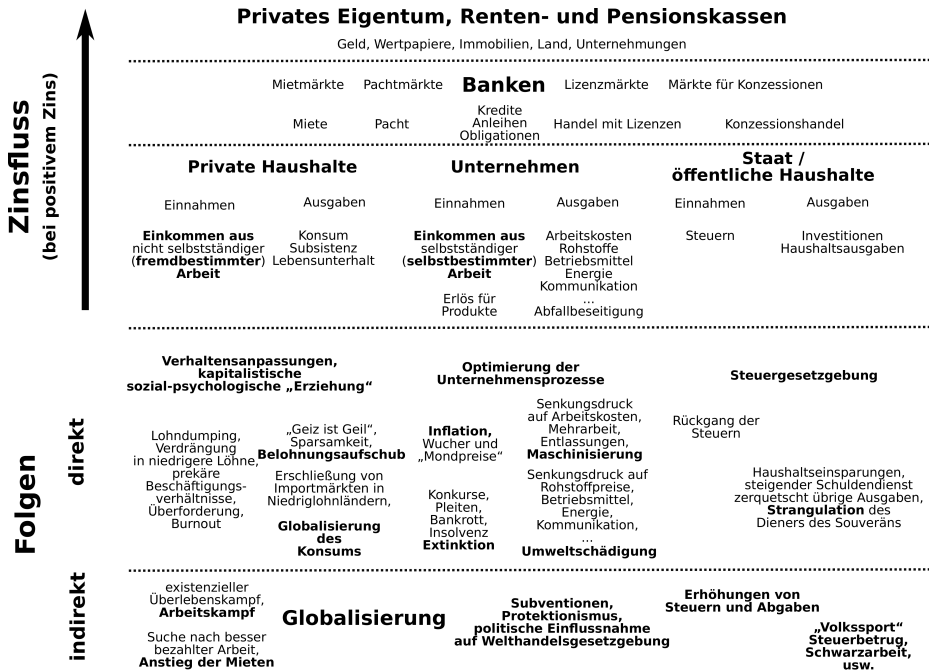 Privates Eigentum, Renten- und Pensionskassen
Geld, Wertpapiere, Immobilien, Land, Unternehmungen
Zinsfluss
(bei positivem Zins)
Mietmärkte
Pachtmärkte
Banken
Lizenzmärkte
Märkte für Konzessionen
Miete
Pacht
Kredite
Anleihen
Obligationen
Handel mit Lizenzen
Konzessionshandel
Private Haushalte
Unternehmen
Staat /
öffentliche Haushalte
Einnahmen
Ausgaben
Einnahmen
Ausgaben
Einnahmen
Ausgaben
Einkommen aus
nicht selbstständiger
(fremdbestimmter)
Arbeit
Konsum
Subsistenz
Lebensunterhalt
Einkommen aus
selbstständiger
(selbstbestimmter)
Arbeit
Erlös für
Produkte
Arbeitskosten
Rohstoffe
Betriebsmittel
Energie
Kommunikation
...
Abfallbeseitigung
Steuern
Investitionen
Haushaltsausgaben
Folgen
direkt
Verhaltensanpassungen,
kapitalistische
sozial-psychologische „Erziehung“
Optimierung der
Unternehmensprozesse
Steuergesetzgebung
Lohndumping,
Verdrängung
in niedrigere Löhne,
prekäre
Beschäftigungs-
verhältnisse,
Überforderung,
Burnout
„Geiz ist Geil“,
Sparsamkeit,
Belohnungsaufschub
Erschließung von
Importmärkten in
Niedriglohnländern,
Globalisierung
des
Konsums
Inflation,
Wucher und
„Mondpreise“
Konkurse,
Pleiten,
Bankrott,
Insolvenz
Extinktion
Senkungsdruck
auf Arbeitskosten,
Mehrarbeit,
Entlassungen,
Maschinisierung
Senkungsdruck auf
Rohstoffpreise,
Betriebsmittel,
Energie,
Kommunikation,
...
Umweltschädigung
Rückgang der
Steuern
Haushaltseinsparungen,
steigender Schuldendienst
zerquetscht übrige Ausgaben,
Strangulation des
Dieners des Souveräns
indirekt
existenzieller
Überlebenskampf,
Arbeitskampf
Suche nach besser
bezahlter Arbeit,
Anstieg der Mieten
Globalisierung
Subventionen,
Protektionismus,
politische Einflussnahme
auf Welthandelsgesetzgebung
Erhöhungen von
Steuern und Abgaben
„Volkssport“
Steuerbetrug,
Schwarzarbeit,
usw.